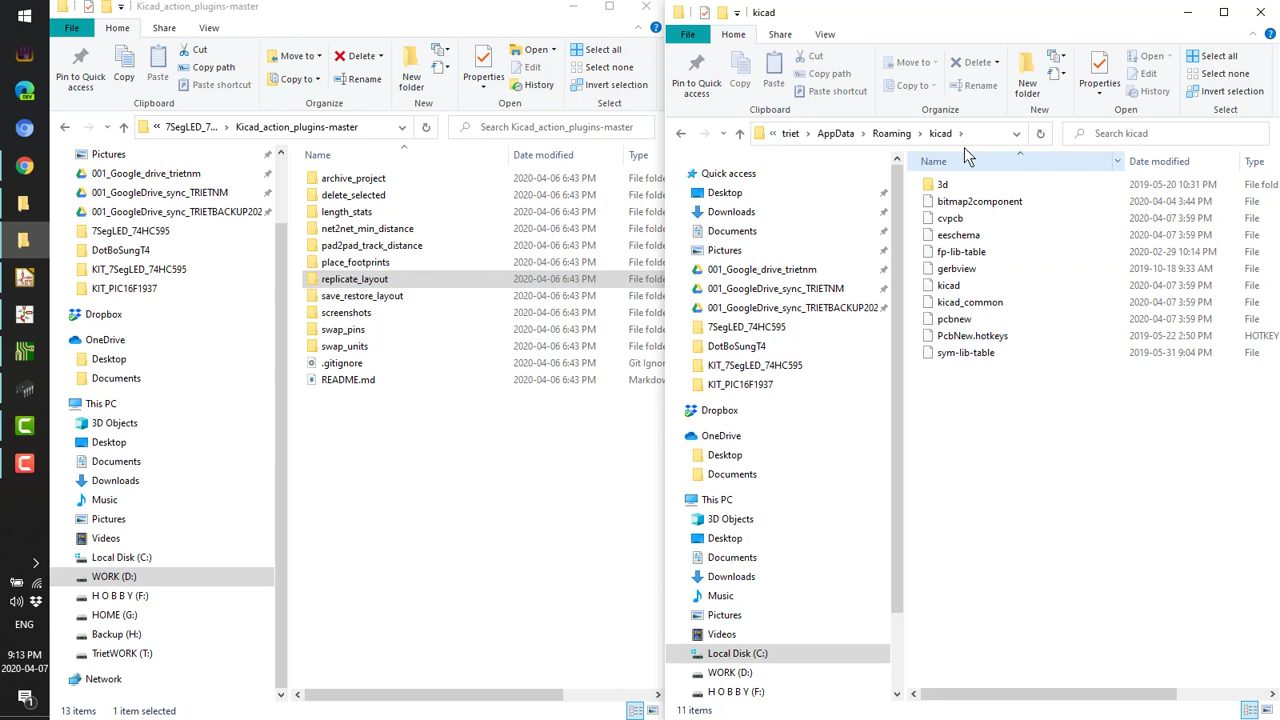 Kicad_action_plugins-master
File
Home
Share
View
Pin to Quick access
Copy
Paste
Cut
Copy path
Paste shortcut
Clipboard
Move to
Copy to
Delete
Rename
Organize
New folder
New
Properties
Open
Edit
History
Open
Select all
Select none
Invert selection
Select
« 7SegLED_7... > Kicad_action_plugins-master
Search Kicad_action_plugins-master
Pictures
001_Google_drive_trietnm
001_GoogleDrive_sync_TRIETNM
001_GoogleDrive_sync_TRIETBACKUP202
7SegLED_74HC595
DotBoSungT4
KIT_7SegLED_74HC595
KIT_PIC16F1937
Dropbox
OneDrive
Desktop
Documents
This PC
3D Objects
Desktop
Documents
Downloads
Music
Pictures
Videos
Local Disk (C:)
WORK (D:)
H O B B Y (F:)
HOME (G:)
Backup (H:)
TrietWORK (T:)
Network
Name Date modified Type
archive_project 2020-04-06 6:43 PM File folde
delete_selected 2020-04-06 6:43 PM File folde
length_stats 2020-04-06 6:43 PM File folde
net2net_min_distance 2020-04-06 6:43 PM File folde
pad2pad_track_distance 2020-04-06 6:43 PM File folde
place_footprints 2020-04-06 6:43 PM File folde
replicate_layout 2020-04-06 6:43 PM File folde
save_restore_layout 2020-04-06 6:43 PM File folde
screenshots 2020-04-06 6:43 PM File folde
swap_pins 2020-04-06 6:43 PM File folde
swap_units 2020-04-06 6:43 PM File folde
.gitignore 2020-04-06 6:43 PM Git Ignor
README.md 2020-04-06 6:43 PM Markdow
13 items 1 item selected
DEV
ENG
9:13 PM
2020-04-07
1
kicad
File
Home
Share
View
Pin to Quick access
Copy
Paste
Cut
Copy path
Paste shortcut
Clipboard
Move to
Copy to
Delete
Rename
Organize
New folder
New
Properties
Open
Edit
History
Open
Select all
Select none
Invert selection
Select
« triet > AppData > Roaming > kicad >
Search kicad
Quick access
Desktop
Downloads
Documents
Pictures
001_Google_drive_trietnm
001_GoogleDrive_sync_TRIETNM
001_GoogleDrive_sync_TRIETBACKUP202
7SegLED_74HC595
DotBoSungT4
KIT_7SegLED_74HC595
KIT_PIC16F1937
Dropbox
OneDrive
Desktop
Documents
This PC
3D Objects
Desktop
Documents
Downloads
Music
Pictures
Videos
Local Disk (C:)
WORK (D:)
H O B B Y (F:)
Name Date modified Type
3d 2019-05-20 10:31 PM File fold
bitmap2component 2020-04-04 3:44 PM File
cvpcb 2020-04-07 3:59 PM File
eeschema 2020-04-07 3:59 PM File
fp-lib-table 2020-02-29 10:14 PM File
gerbview 2019-10-18 9:33 AM File
kicad 2020-04-07 3:59 PM File
kicad_common 2020-04-07 3:59 PM File
pcbnew 2020-04-07 3:59 PM File
PcbNew.hotkeys 2019-05-22 2:50 PM HOTKEY
sym-lib-table 2019-05-31 9:04 PM File
11 items